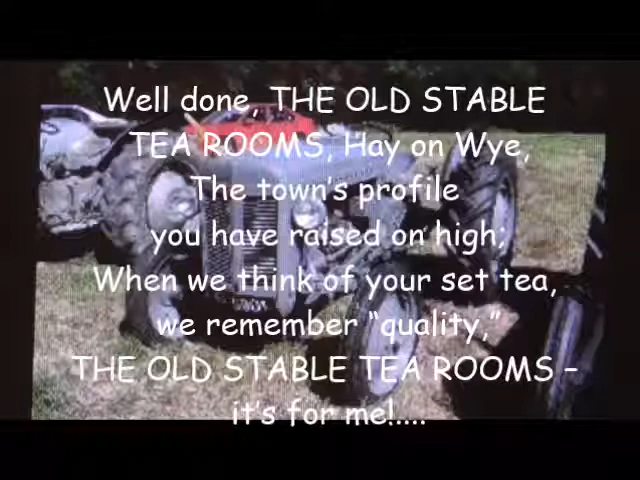 Well done, THE OLD STABLE
TEA ROOMS, Hay on Wye,
The town's profile
you have raised on high;
When we think of your set tea,
we remember “quality,”
THE OLD STABLE TEA ROOMS –
it's for me!....